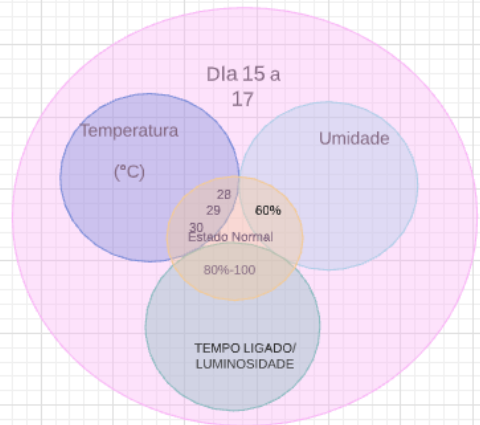 DIa 15 a
17
Temperatura
(°C)
Umidade
28
29
60%
30
Estado Normal
80%-100
TEMPO LIGADO/
LUMINOSIDADE